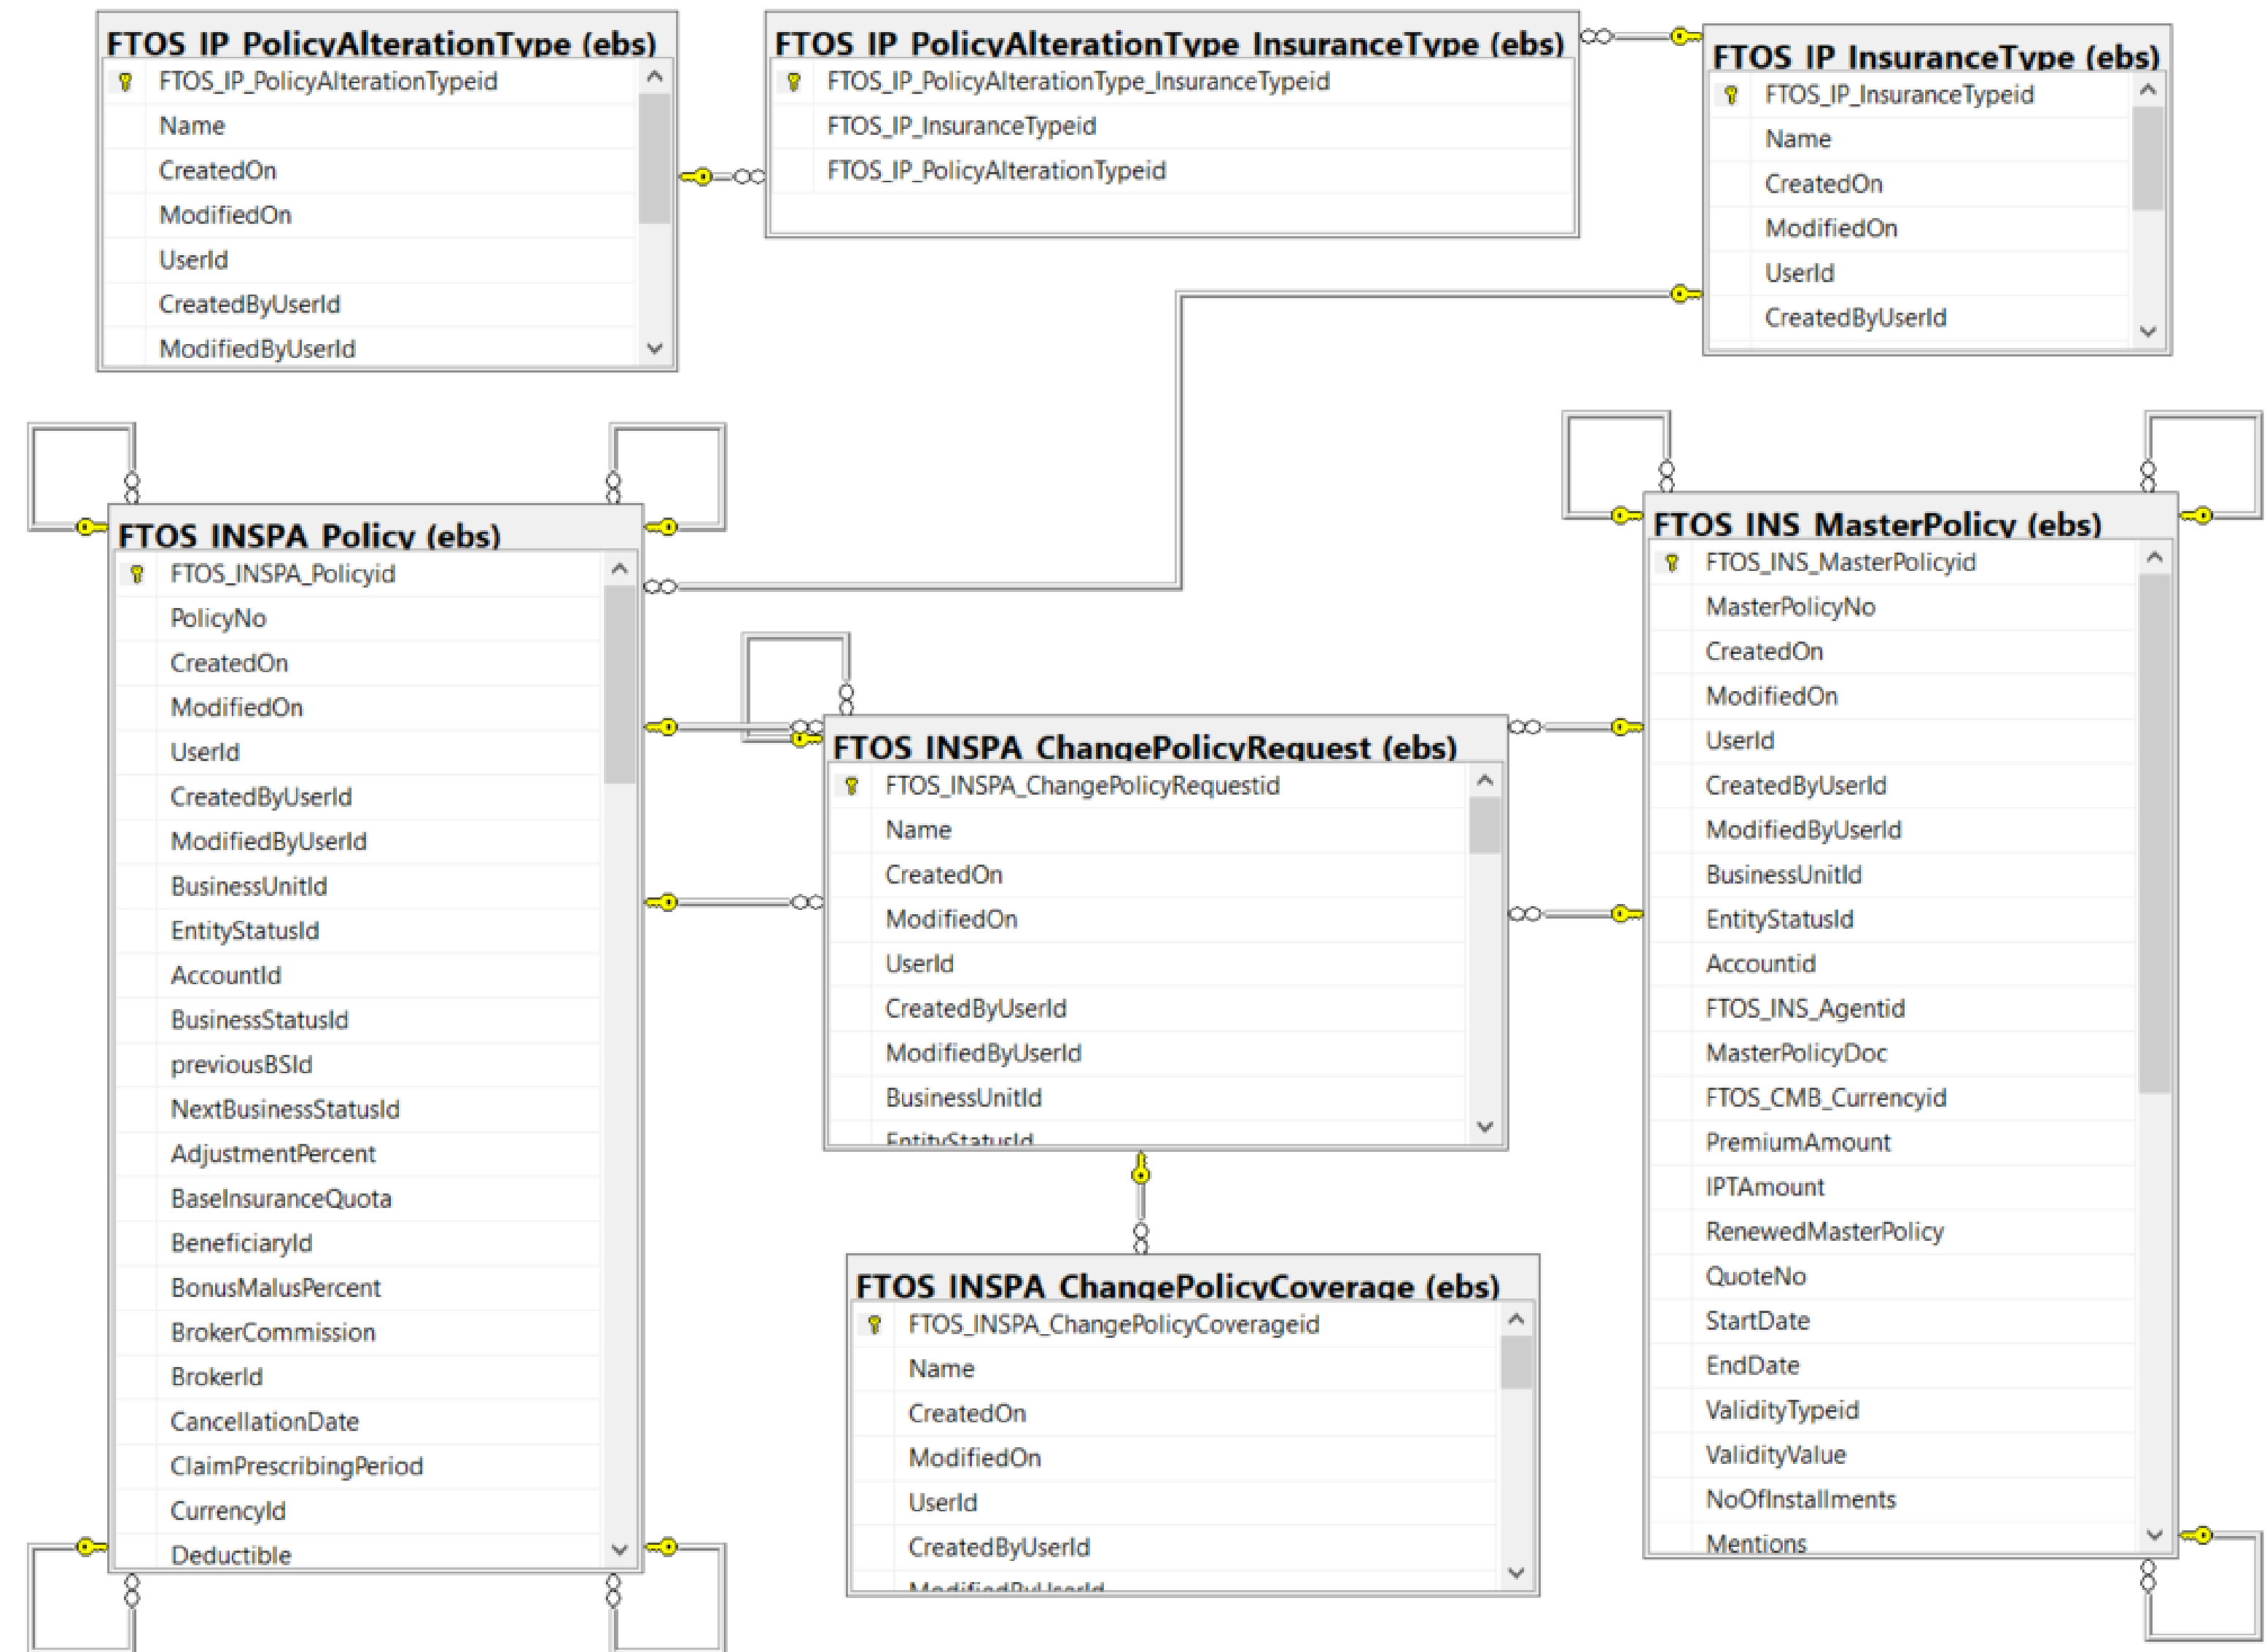 FTOS_IP_PolicyAlterationType (ebs)
FTOS_IP_PolicyAlterationTypeid
Name
CreatedOn
ModifiedOn
UserId
CreatedByUserId
ModifiedByUserId
FTOS_IP_PolicyAlterationType_InsuranceType (ebs)
FTOS_IP_PolicyAlterationType_InsuranceTypeid
FTOS_IP_InsuranceTypeid
FTOS_IP_PolicyAlterationTypeid
FTOS_IP_InsuranceType (ebs)
FTOS_IP_InsuranceTypeid
Name
CreatedOn
ModifiedOn
UserId
CreatedByUserId
FTOS_INSPA_Policy (ebs)
FTOS_INSPA_Policyid
PolicyNo
CreatedOn
ModifiedOn
UserId
CreatedByUserId
ModifiedByUserId
BusinessUnitId
EntityStatusId
AccountId
BusinessStatusId
previousBSId
NextBusinessStatusId
AdjustmentPercent
BaseInsuranceQuota
BeneficiaryId
BonusMalusPercent
BrokerCommission
BrokerId
CancellationDate
ClaimPrescribingPeriod
CurrencyId
Deductible
FTOS_INSPA_ChangePolicyRequest (ebs)
FTOS_INSPA_ChangePolicyRequestid
Name
CreatedOn
ModifiedOn
UserId
CreatedByUserId
ModifiedByUserId
BusinessUnitId
EntityStatusId
FTOS_INSPA_ChangePolicyCoverage (ebs)
FTOS_INSPA_ChangePolicyCoverageid
Name
CreatedOn
ModifiedOn
UserId
CreatedByUserId
ModifiedByUserId
FTOS_INS_MasterPolicy (ebs)
FTOS_INS_MasterPolicyid
MasterPolicyNo
CreatedOn
ModifiedOn
UserId
CreatedByUserId
ModifiedByUserId
BusinessUnitId
EntityStatusId
Accountid
FTOS_INS_Agentid
MasterPolicyDoc
FTOS_CMB_Currencyid
PremiumAmount
IPTAmount
RenewedMasterPolicy
QuoteNo
StartDate
EndDate
ValidityTypeid
ValidityValue
NoOfInstallments
Mentions